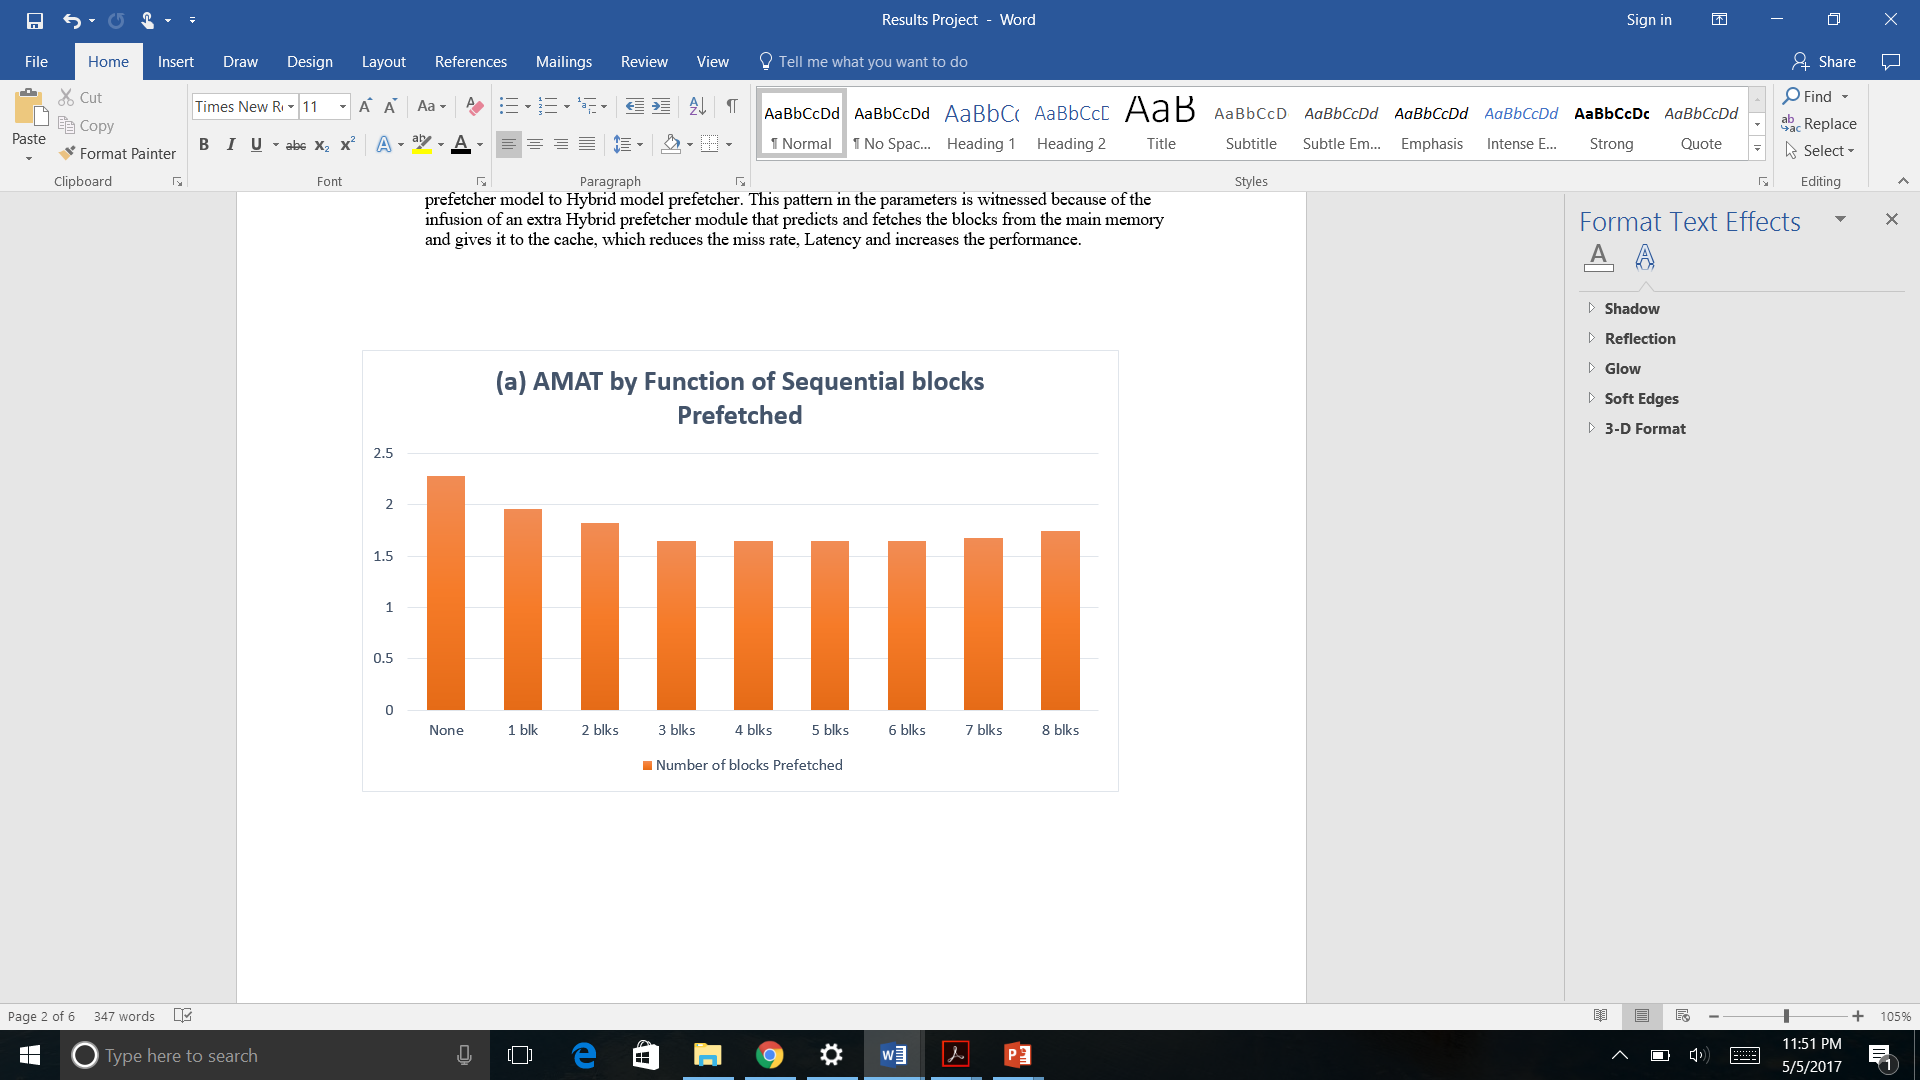 Results Project - Word
Sign in
File Home Insert Draw Design Layout References Mailings Review View Tell me what you want to do Share
Paste Cut
Copy
Format Painter
Times New R 11
B I U abc x₂ x² A ab A
AaBbCcDd AaBbCcDd AaBbCc AaBbCcD AaB AaBbCcD AaBbCcDd AaBbCcDd AaBbCcDd AaBbCcDc AaBbCcDd
¶ Normal ¶ No Spac... Heading 1 Heading 2 Title Subtitle Subtle Em... Emphasis Intense E... Strong Quote
Find
Replace
Select
Clipboard Font Paragraph Styles Editing
prefetcher model to Hybrid model prefetcher. This pattern in the parameters is witnessed because of the
infusion of an extra Hybrid prefetcher module that predicts and fetches the blocks from the main memory
and gives it to the cache, which reduces the miss rate, Latency and increases the performance.
(a) AMAT by Function of Sequential blocks
Prefetched
2.5
2
1.5
1
0.5
0
None 1 blk 2 blks 3 blks 4 blks 5 blks 6 blks 7 blks 8 blks
Number of blocks Prefetched
Format Text Effects
Shadow
Reflection
Glow
Soft Edges
3-D Format
Page 2 of 6 347 words
105%
Type here to search
11:51 PM
5/5/2017
1